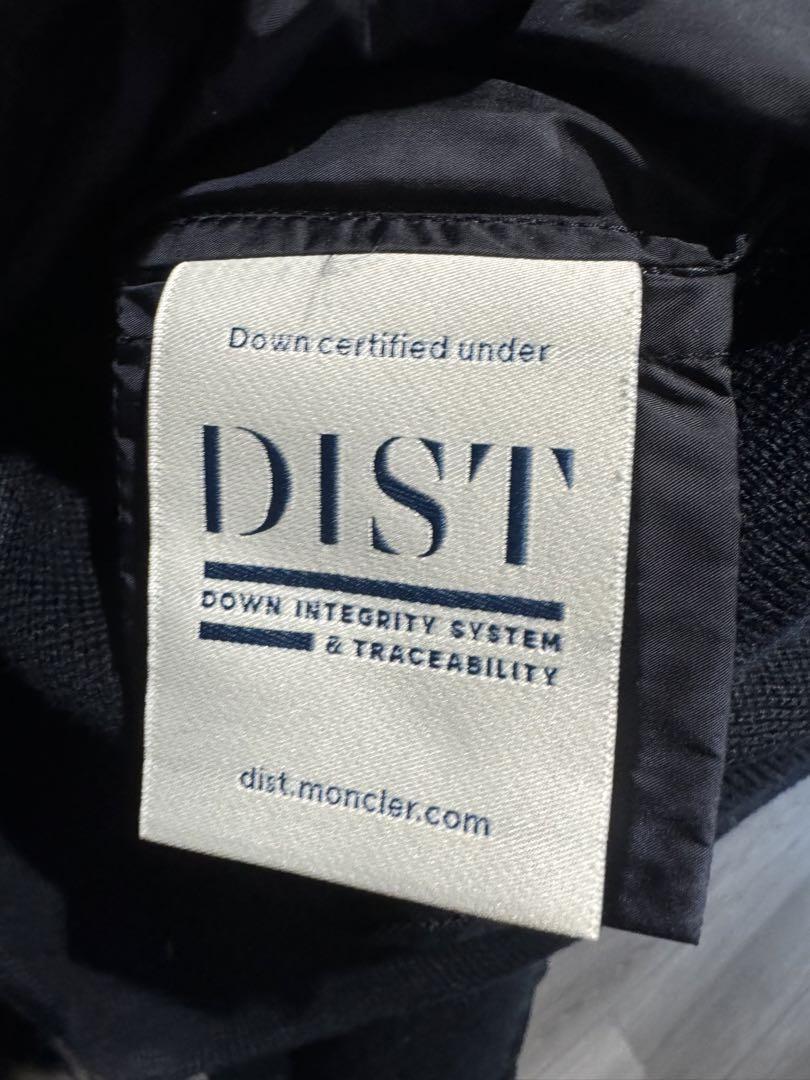 Down certified under
DIST
DOWN INTEGRITY SYSTEM
& TRACEABILITY
dist.moncler.com